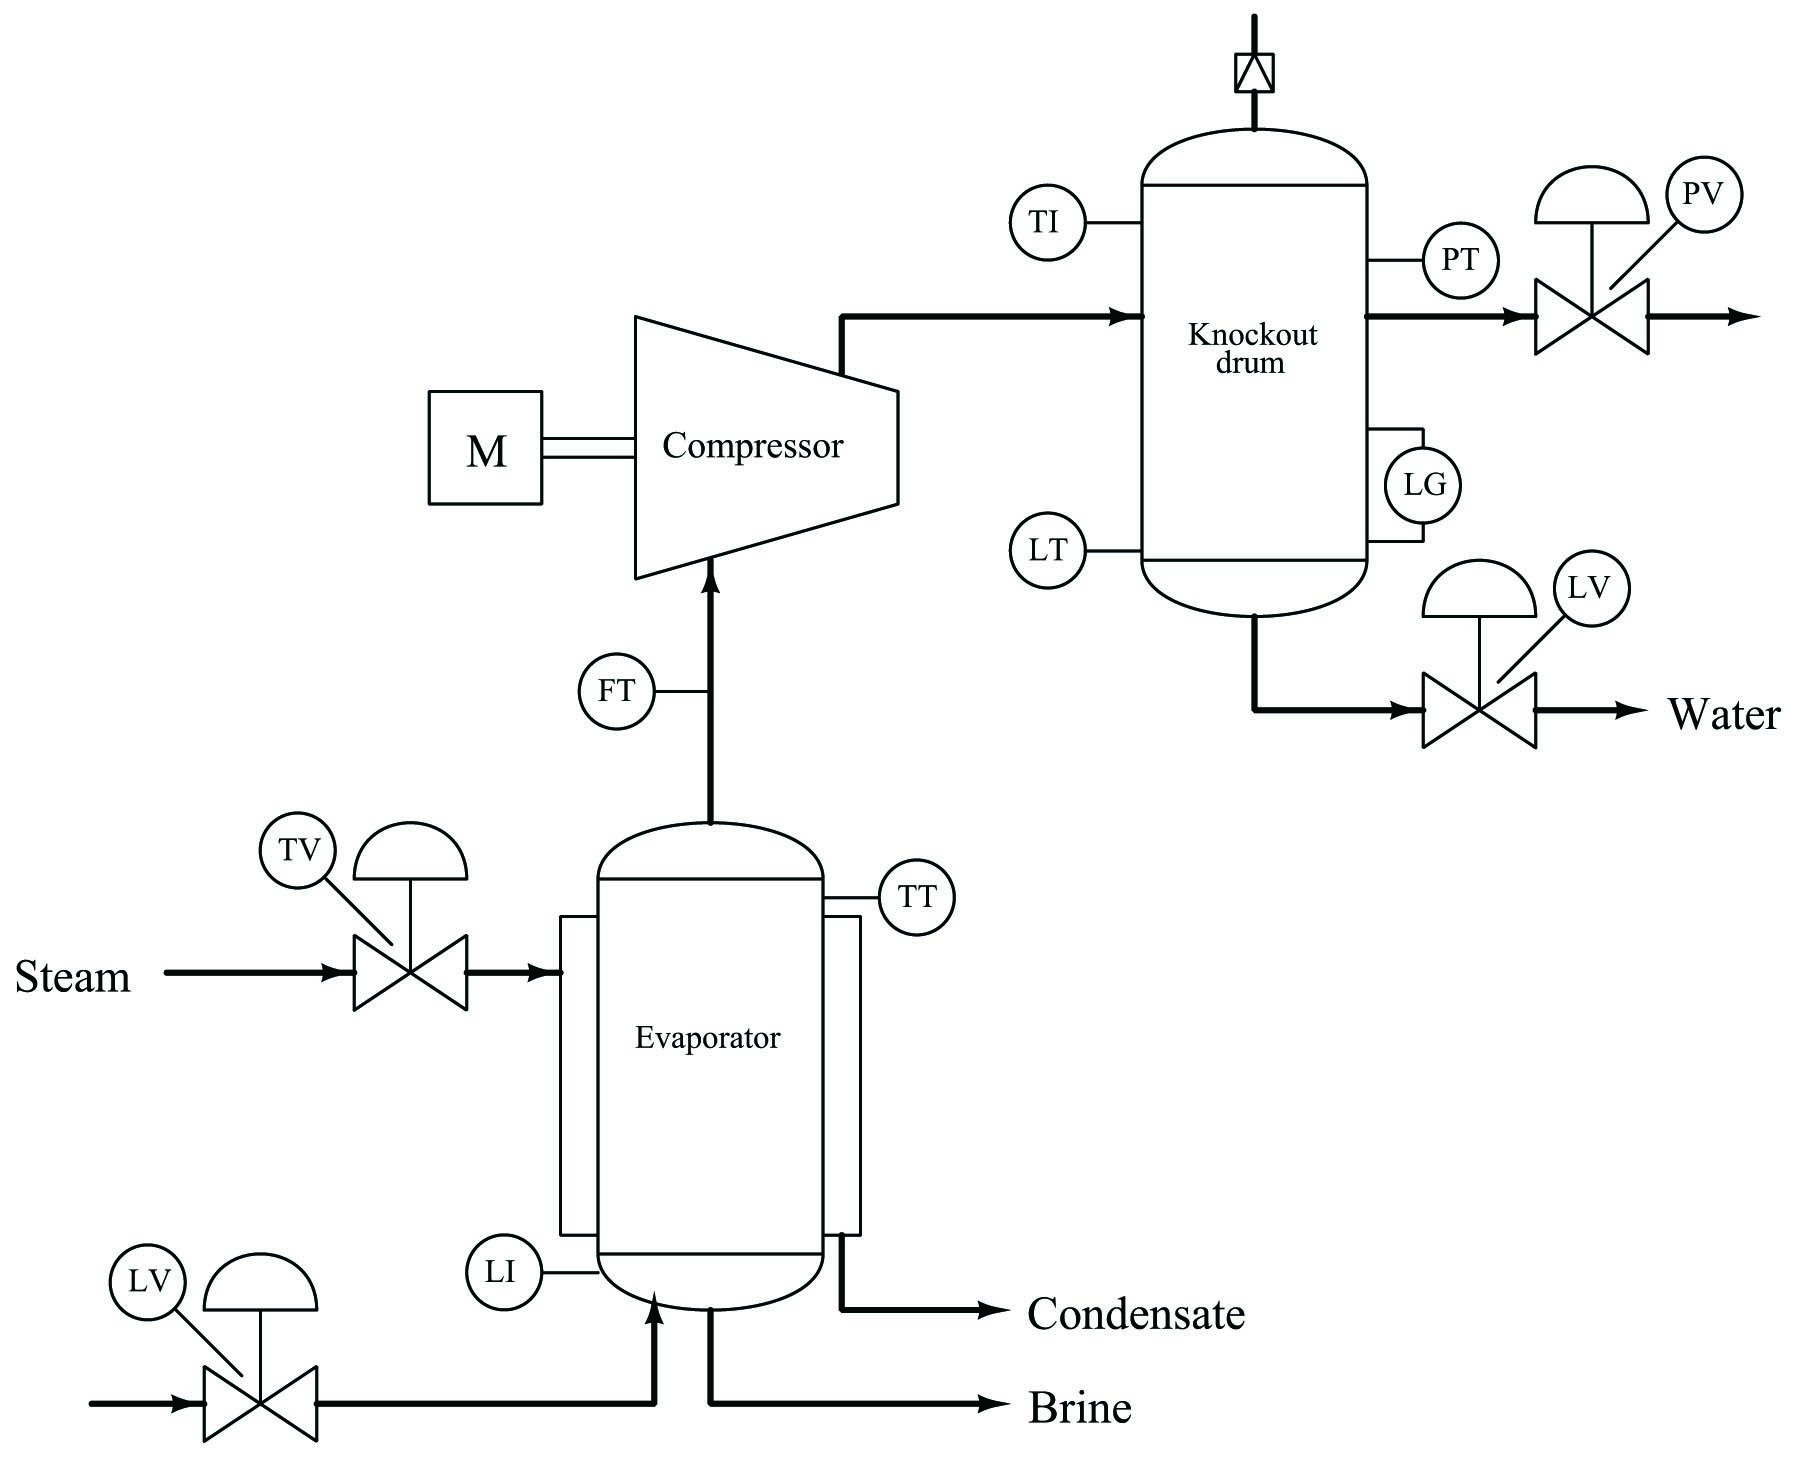 TI
PV
PT
Knockout
drum
M
Compressor
LG
LT
LV
FT
Water
TV
TT
Steam
Evaporator
LI
LV
Condensate
Brine